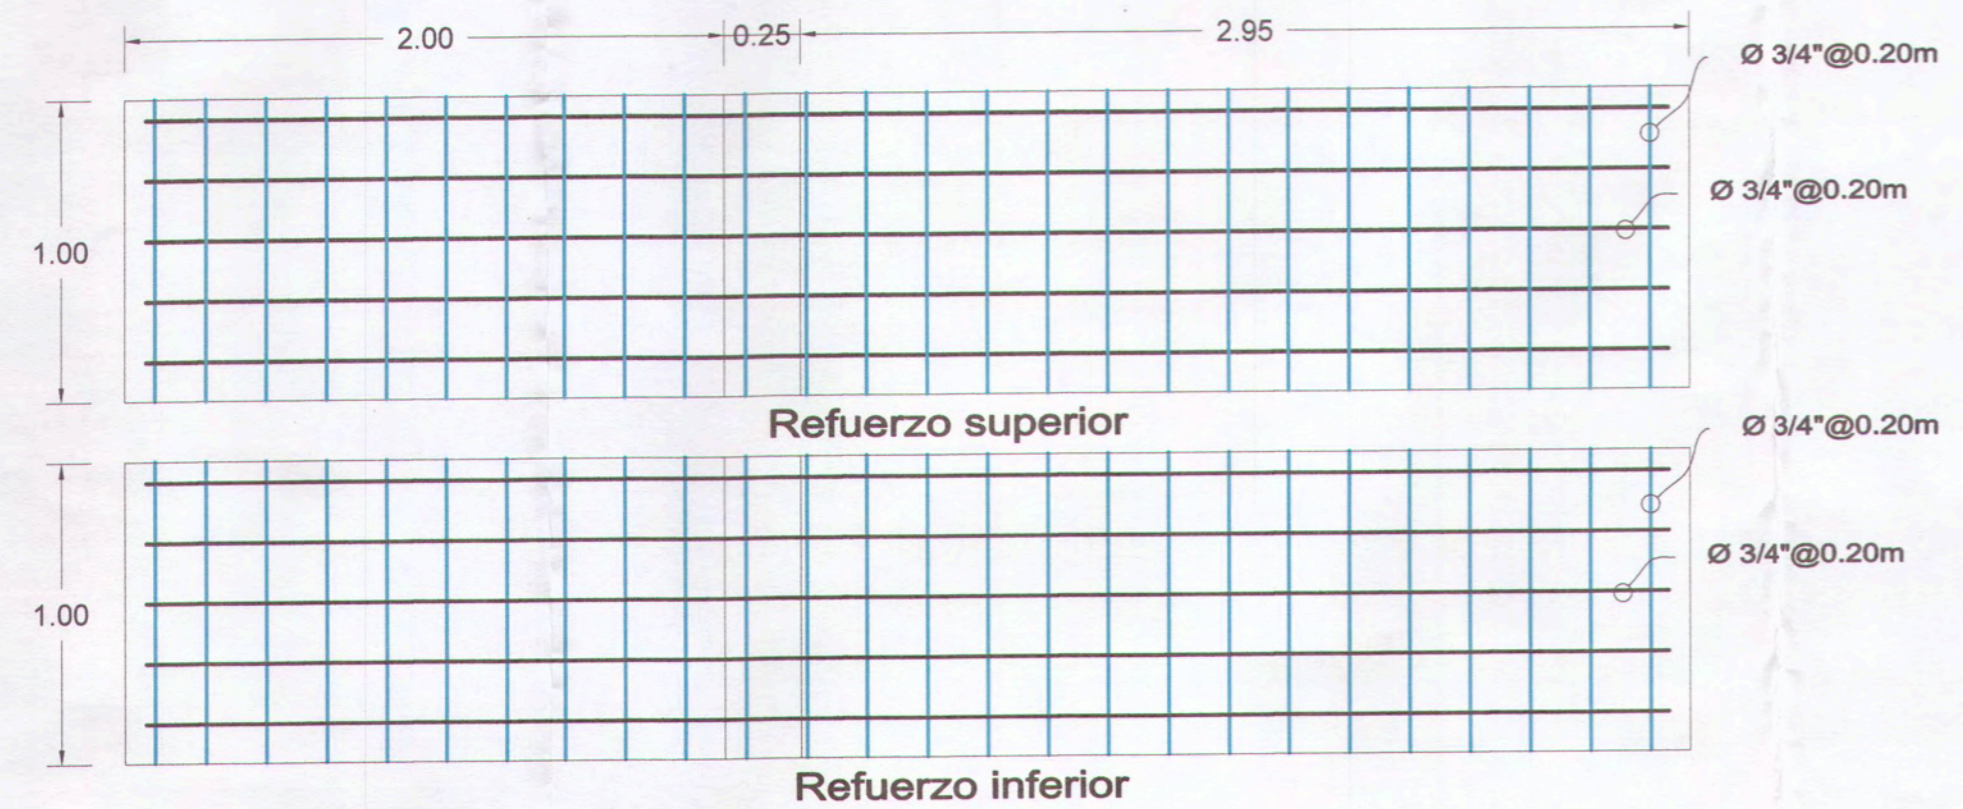 2.00
0.25
2.95
Ø 3/4"@0.20m
Ø 3/4"@0.20m
1.00
Refuerzo superior
Ø 3/4"@0.20m
Ø 3/4"@0.20m
1.00
Refuerzo inferior